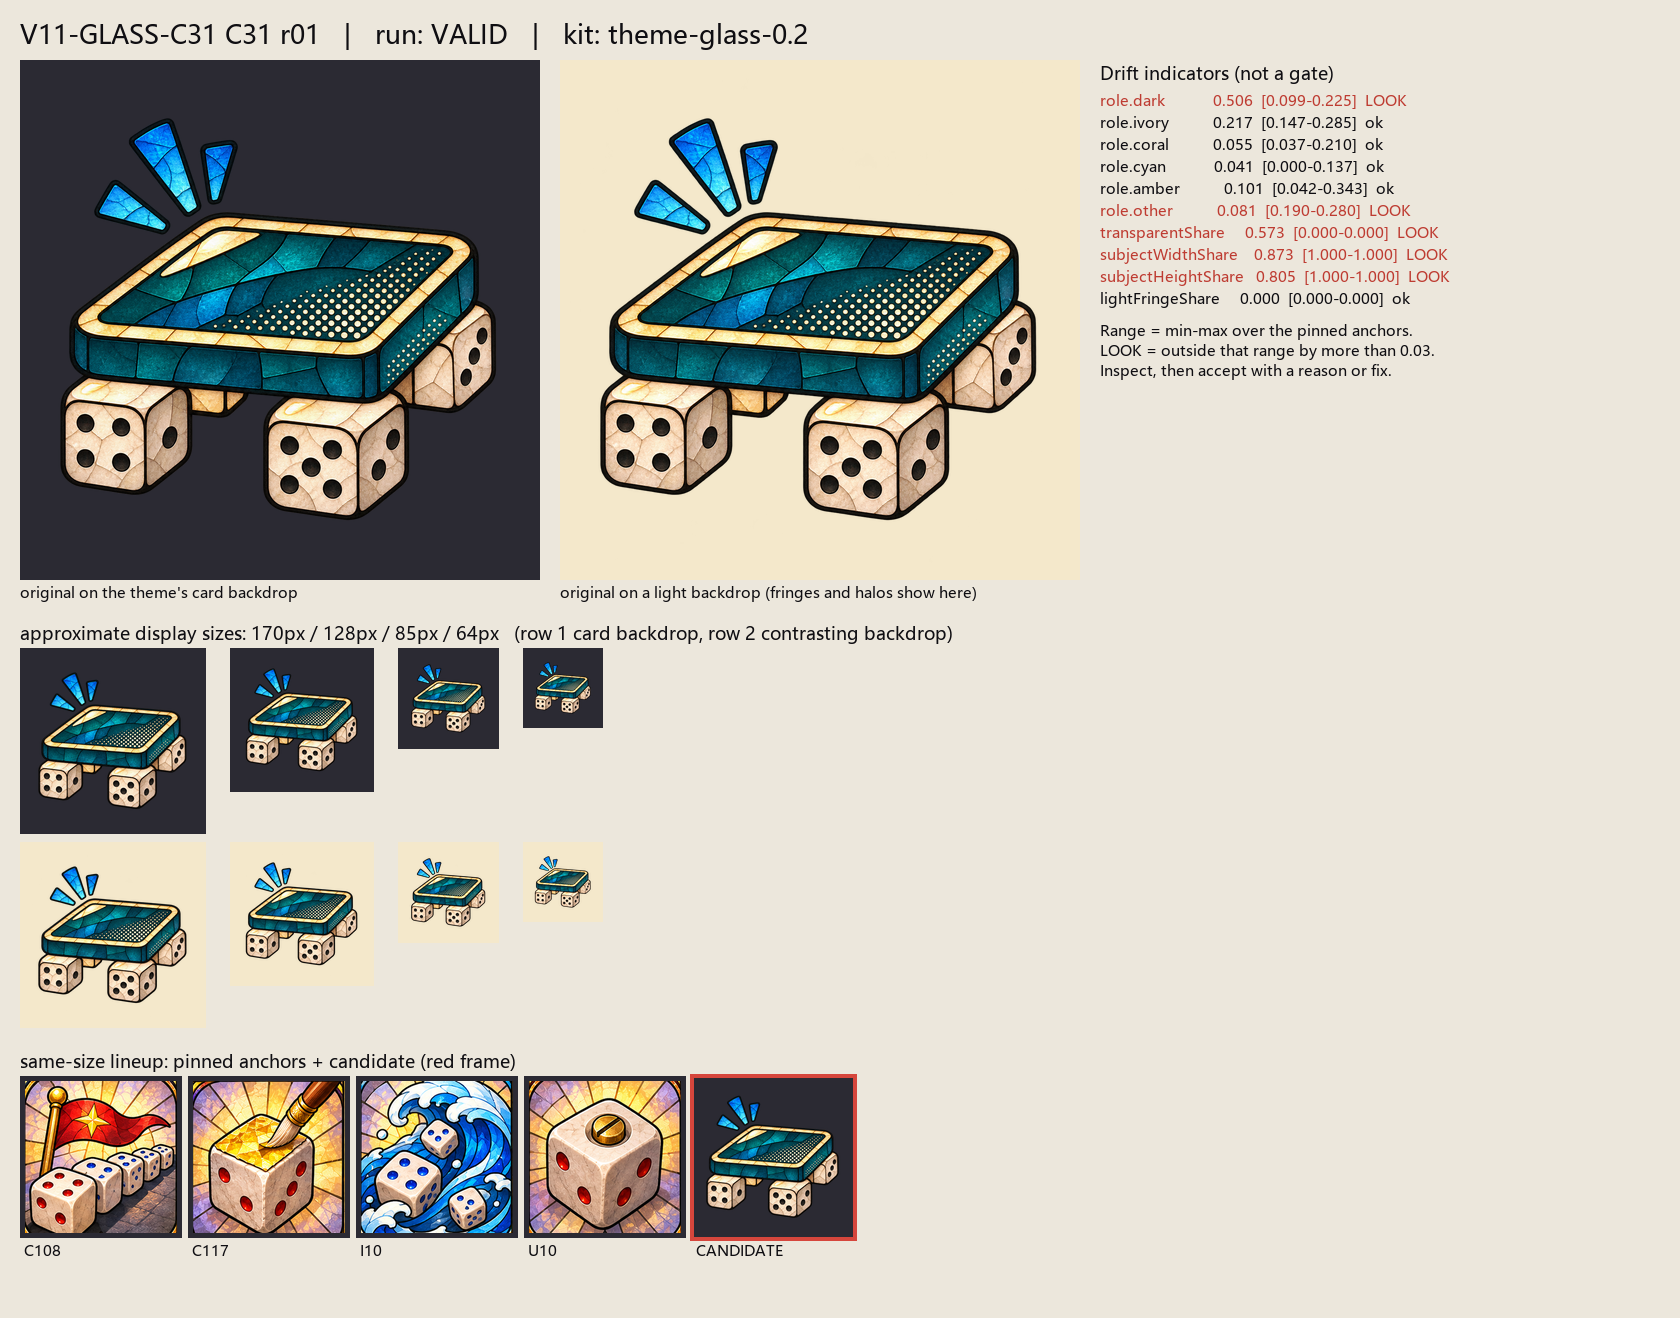 V11-GLASS-C31 C31 r01 | run: VALID | kit: theme-glass-0.2
Drift indicators (not a gate)
role.dark 0.506 [0.099-0.225] LOOK
role.ivory 0.217 [0.147-0.285] ok
role.coral 0.055 [0.037-0.210] ok
role.cyan 0.041 [0.000-0.137] ok
role.amber 0.101 [0.042-0.343] ok
role.other 0.081 [0.190-0.280] LOOK
transparentShare 0.573 [0.000-0.000] LOOK
subjectWidthShare 0.873 [1.000-1.000] LOOK
subjectHeightShare 0.805 [1.000-1.000] LOOK
lightFringeShare 0.000 [0.000-0.000] ok
Range = min-max over the pinned anchors.
LOOK = outside that range by more than 0.03.
Inspect, then accept with a reason or fix.
original on the theme's card backdrop
original on a light backdrop (fringes and halos show here)
approximate display sizes: 170px / 128px / 85px / 64px (row 1 card backdrop, row 2 contrasting backdrop)
same-size lineup: pinned anchors + candidate (red frame)
C108
C117
I10
U10
CANDIDATE